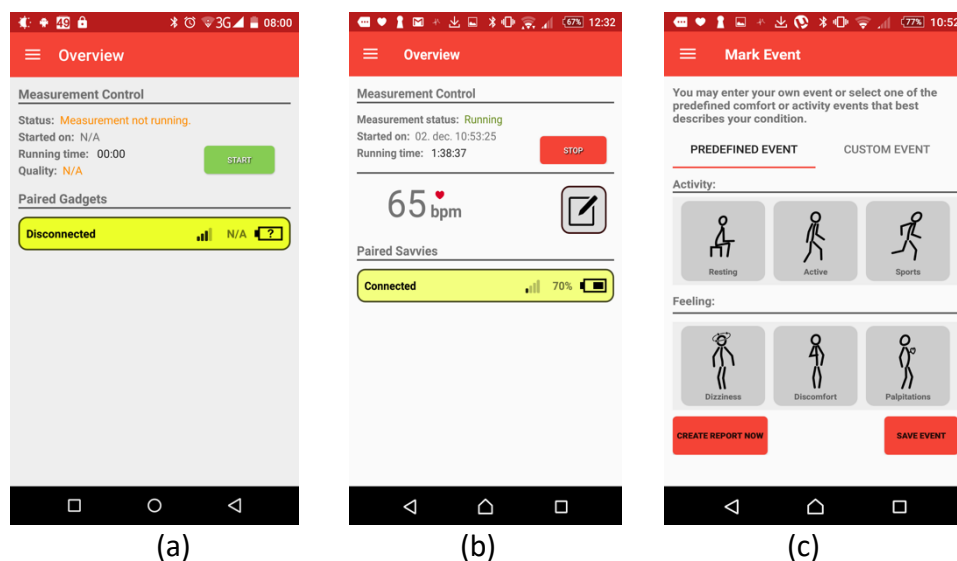 49 3G 08:00
Overview
Measurement Control
Status: Measurement not running.
Started on: N/A
Running time: 00:00
START
Quality: N/A
Paired Gadgets
Disconnected N/A ?
(a)
67% 12:32
Overview
Measurement Control
Measurement status: Running
Started on: 02. dec. 10:53:25
Running time: 1:38:37
STOP
65 bpm
Paired Savvies
Connected 70%
(b)
77% 10:52
Mark Event
You may enter your own event or select one of the
predefined comfort or activity events that best
describes your condition.
PREDEFINED EVENT CUSTOM EVENT
Activity:
Resting Active Sports
Feeling:
Dizziness Discomfort Palpitations
CREATE REPORT NOW SAVE EVENT
(c)